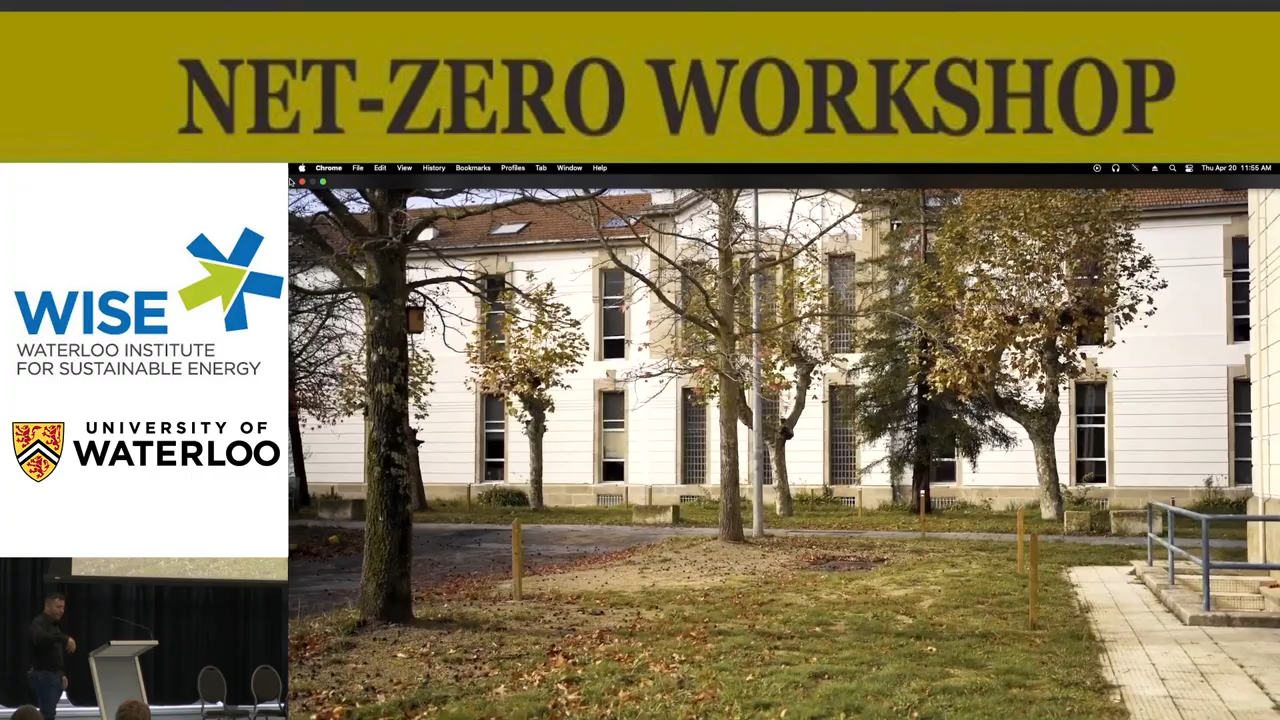 NET-ZERO WORKSHOP
Chrome File Edit View History Bookmarks Profiles Tab Window Help Thu Apr 20 11:55 AM
WISE
WATERLOO INSTITUTE
FOR SUSTAINABLE ENERGY
UNIVERSITY OF
WATERLOO